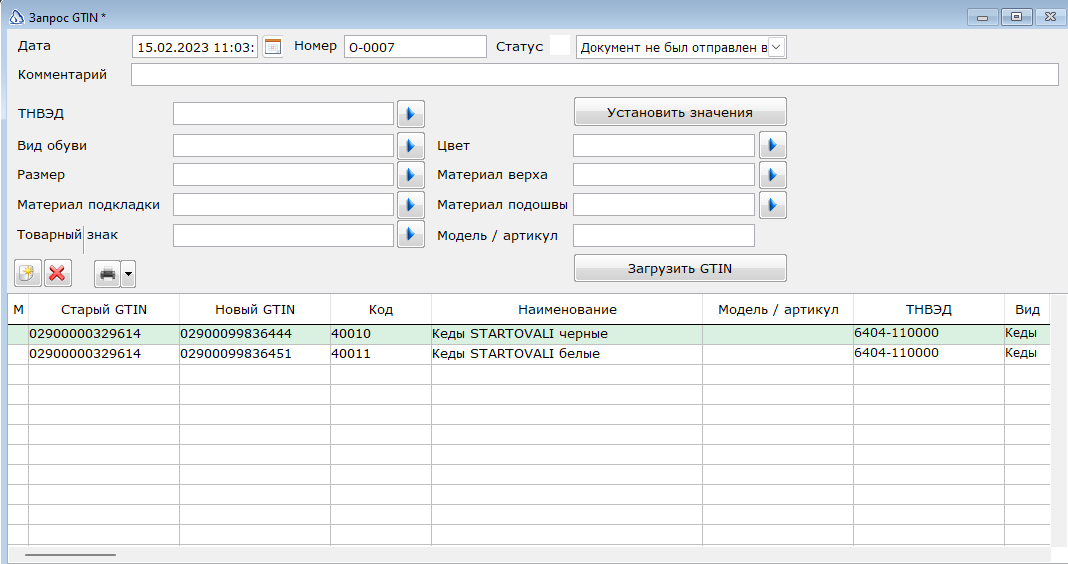 Запрос GTIN *
Дата 15.02.2023 11:03: Номер О-0007 Статус Документ не был отправлен в
Комментарий
ТНВЭД Установить значения
Вид обуви Цвет
Размер Материал верха
Материал подкладки Материал подошвы
Товарный знак Модель / артикул
Загрузить GTIN
М Старый GTIN Новый GTIN Код Наименование Модель / артикул ТНВЭД Вид
02900000329614 02900099836444 40010 Кеды STARTOVALI черные 6404-110000 Кеды
02900000329614 02900099836451 40011 Кеды STARTOVALI белые 6404-110000 Кеды